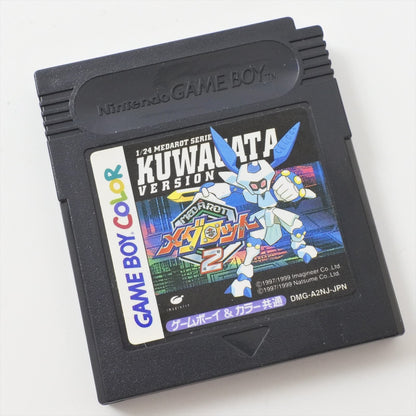 Nintendo GAME BOY TM
GAME BOY COLOR
1/24 MEDAROT SERIES
KUWAGATA
VERSION
MEDAROT
メダロット
2
©1997/1999 Imagineer Co.,Ltd.
©1997/1999 Natsume Co.,Ltd.
IMAGINEER
DMG-A2NJ-JPN
ゲームボーイ & カラー共通